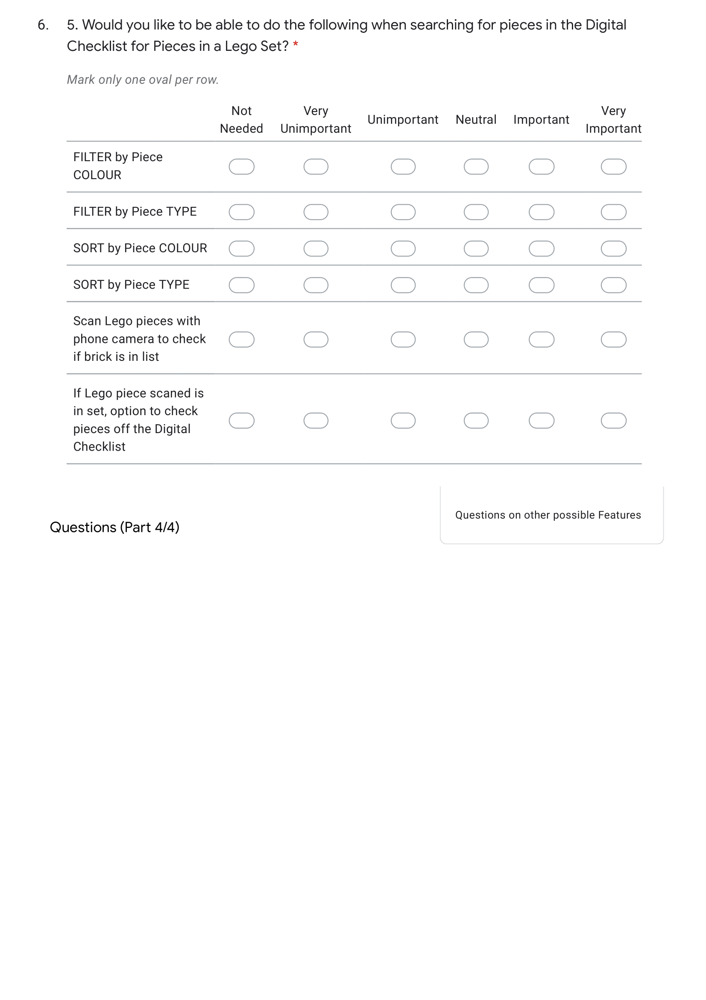 6. 5. Would you like to be able to do the following when searching for pieces in the Digital
Checklist for Pieces in a Lego Set? *
Mark only one oval per row.
Not Needed Very Unimportant Unimportant Neutral Important Very Important
FILTER by Piece
COLOUR
FILTER by Piece TYPE
SORT by Piece COLOUR
SORT by Piece TYPE
Scan Lego pieces with
phone camera to check
if brick is in list
If Lego piece scaned is
in set, option to check
pieces off the Digital
Checklist
Questions (Part 4/4)
Questions on other possible Features